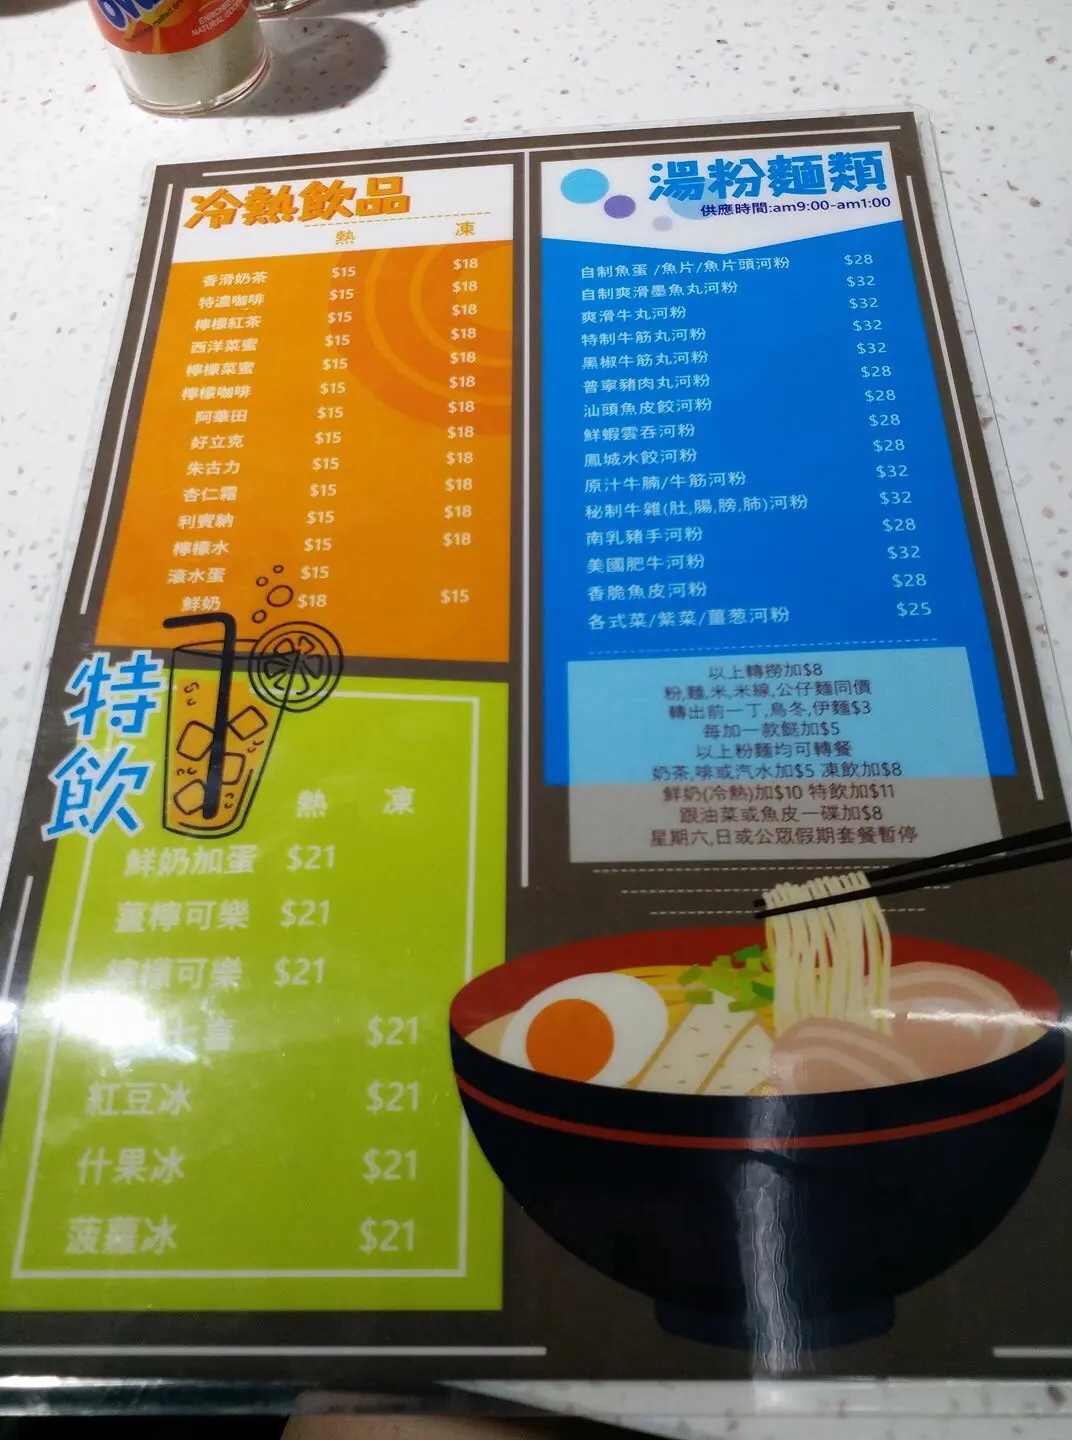 ENRICHED
NATURAL GOO
冷熱飲品
熱 凍
香滑奶茶 $15 $18
特濃咖啡 $15 $18
檸檬紅茶 $15 $18
西洋菜蜜 $15 $18
檸檬菜蜜 $15 $18
檸檬咖啡 $15 $18
阿華田 $15 $18
好立克 $15 $18
朱古力 $15 $18
杏仁霜 $15 $18
利賓納 $15 $18
檸檬水 $15 $18
滾水蛋 $15
鮮奶 $18 $15
特飲
熱 凍
鮮奶加蛋 $21
薑檸可樂 $21
檸檬可樂 $21
七喜 $21
紅豆冰 $21
什果冰 $21
菠蘿冰 $21
湯粉麵類
供應時間:am9:00-am1:00
自制魚蛋 /魚片/魚片頭河粉 $28
自制爽滑墨魚丸河粉 $32
爽滑牛丸河粉 $32
特制牛筋丸河粉 $32
黑椒牛筋丸河粉 $32
普寧豬肉丸河粉 $28
汕頭魚皮餃河粉 $28
鮮蝦雲吞河粉 $28
鳳城水餃河粉 $28
原汁牛腩/牛筋河粉 $32
秘制牛雜(肚,腸,膀,肺)河粉 $32
南乳豬手河粉 $28
美國肥牛河粉 $32
香脆魚皮河粉 $28
各式菜/紫菜/薑葱河粉 $25
以上轉撈加$8
粉,麵,米,米線,公仔麵同價
轉出前一丁,烏冬,伊麵$3
每加一款餸加$5
以上粉麵均可轉餐
奶茶,啡或汽水加$5 凍飲加$8
鮮奶(冷熱)加$10 特飲加$11
跟油菜或魚皮一碟加$8
星期六,日或公眾假期套餐暫停